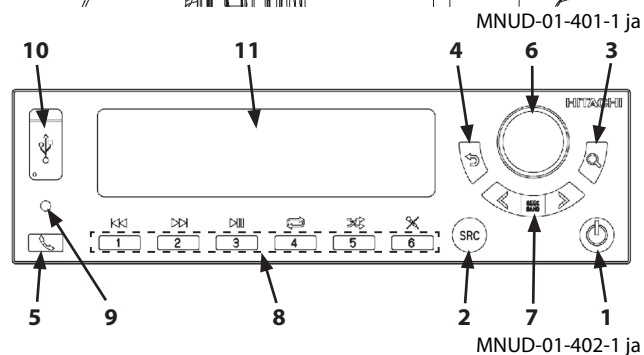 MNUD-01-401-1 ja
10 11 4 6 3
HITACHI
SEEK
BAND
1 2 3 4 5 6
SRC
5 9 8 2 7 1
MNUD-01-402-1 ja